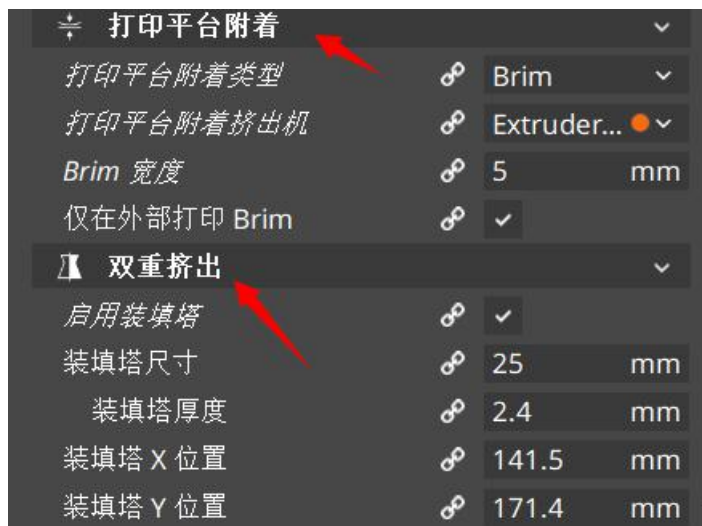 打印平台附着
打印平台附着类型 Brim
打印平台附着挤出机 Extruder...
Brim 宽度 5 mm
仅在外部打印 Brim
双重挤出
启用装填塔
装填塔尺寸 25 mm
装填塔厚度 2.4 mm
装填塔 X 位置 141.5 mm
装填塔 Y 位置 171.4 mm